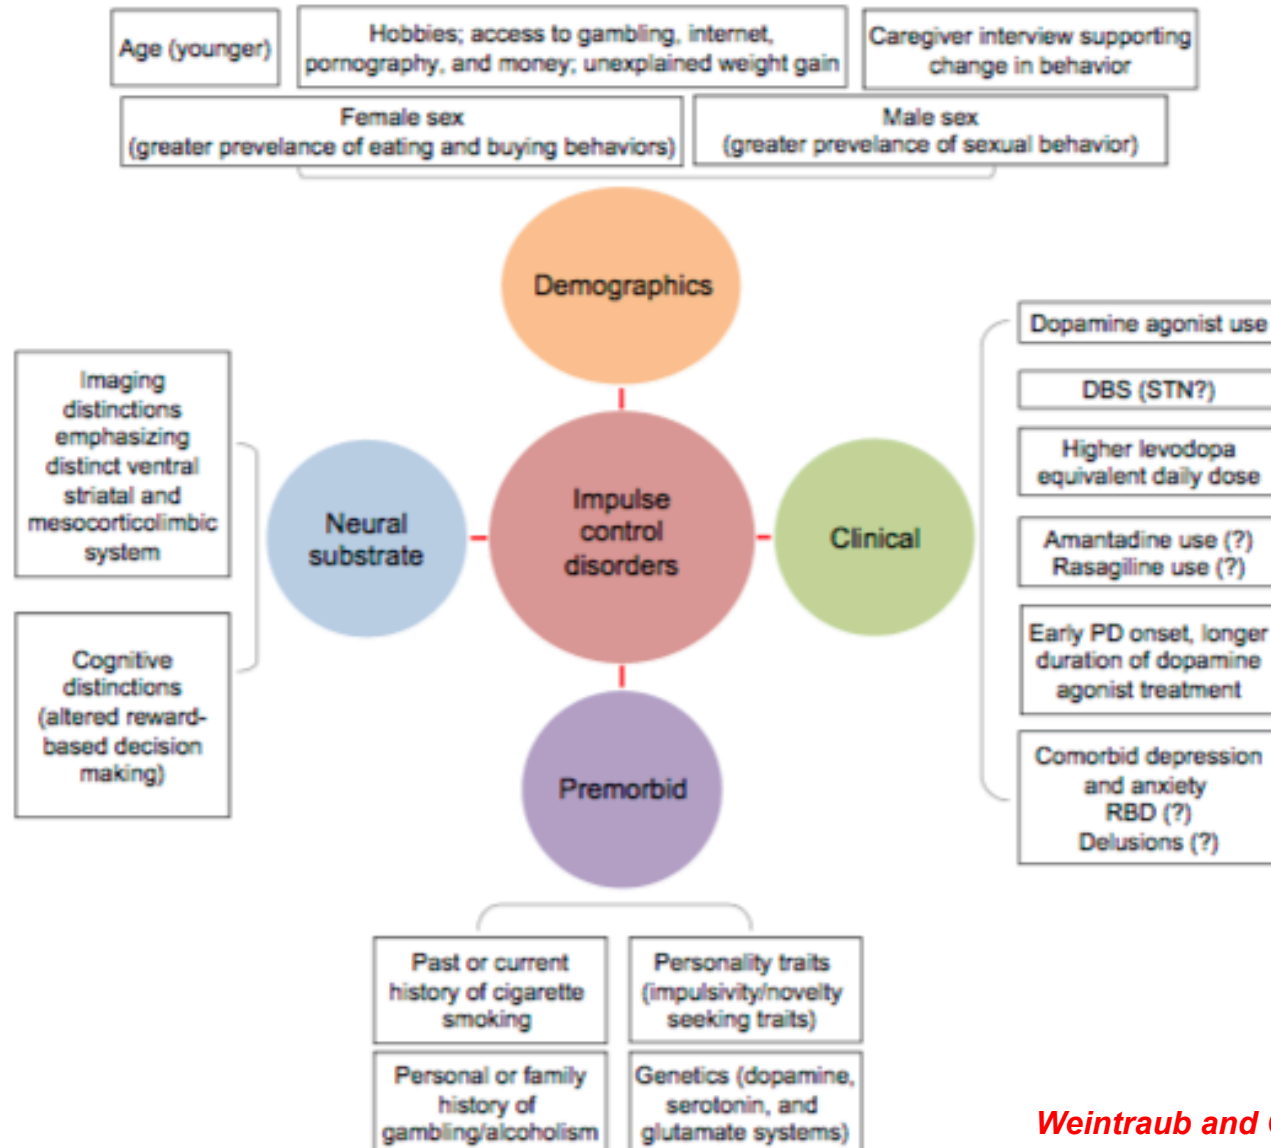 Age (younger)
Hobbies; access to gambling, internet,
pornography, and money; unexplained weight gain
Caregiver interview supporting
change in behavior
Female sex
(greater prevelance of eating and buying behaviors)
Male sex
(greater prevelance of sexual behavior)
Demographics
Imaging
distinctions
emphasizing
distinct ventral
striatal and
mesocorticolimbic
system
Cognitive
distinctions
(altered reward-
based decision
making)
Neural
substrate
Impulse
control
disorders
Clinical
Dopamine agonist use
DBS (STN?)
Higher levodopa
equivalent daily dose
Amantadine use (?)
Rasagiline use (?)
Early PD onset, longer
duration of dopamine
agonist treatment
Comorbid depression
and anxiety
RBD (?)
Delusions (?)
Premorbid
Past or current
history of cigarette
smoking
Personality traits
(impulsivity/novelty
seeking traits)
Personal or family
history of
gambling/alcoholism
Genetics (dopamine,
serotonin, and
glutamate systems)
Weintraub and